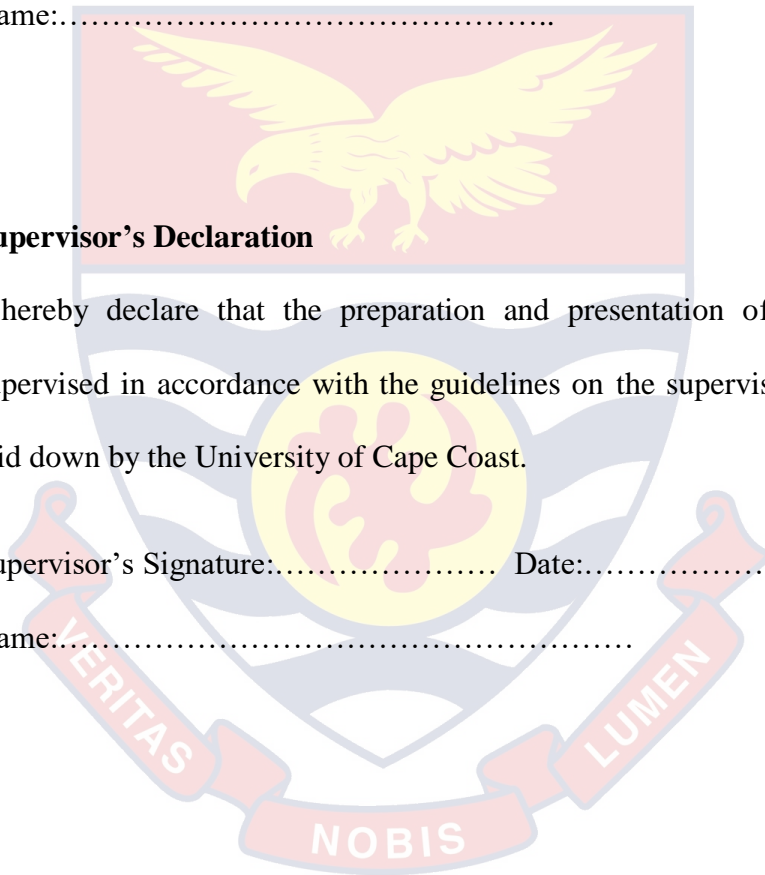 ame:………………………………………………..
upervisor’s Declaration
hereby declare that the preparation and presentation of
upervised in accordance with the guidelines on the supervis
id down by the University of Cape Coast.
upervisor’s Signature:………………… Date:………………
ame:…………………………………………………
VERITAS
NOBIS
LUMEN